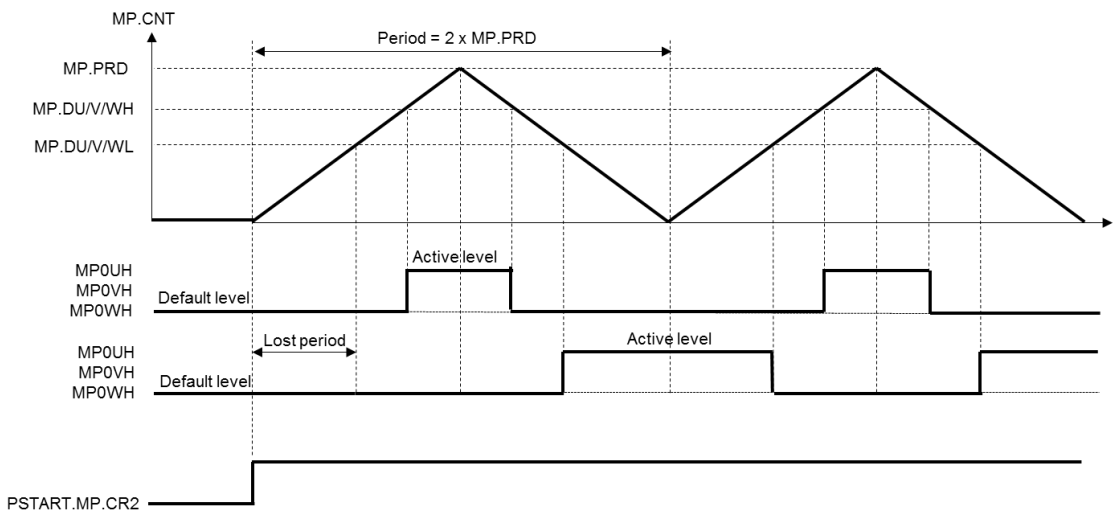 MP.CNT
Period = 2 x MP.PRD
MP.PRD
MP.DU/V/WH
MP.DU/V/WL
Active level
MP0UH
MP0VH
MP0WH
Default level
Lost period
Active level
MP0UH
MP0VH
MP0WH
Default level
PSTART.MP.CR2